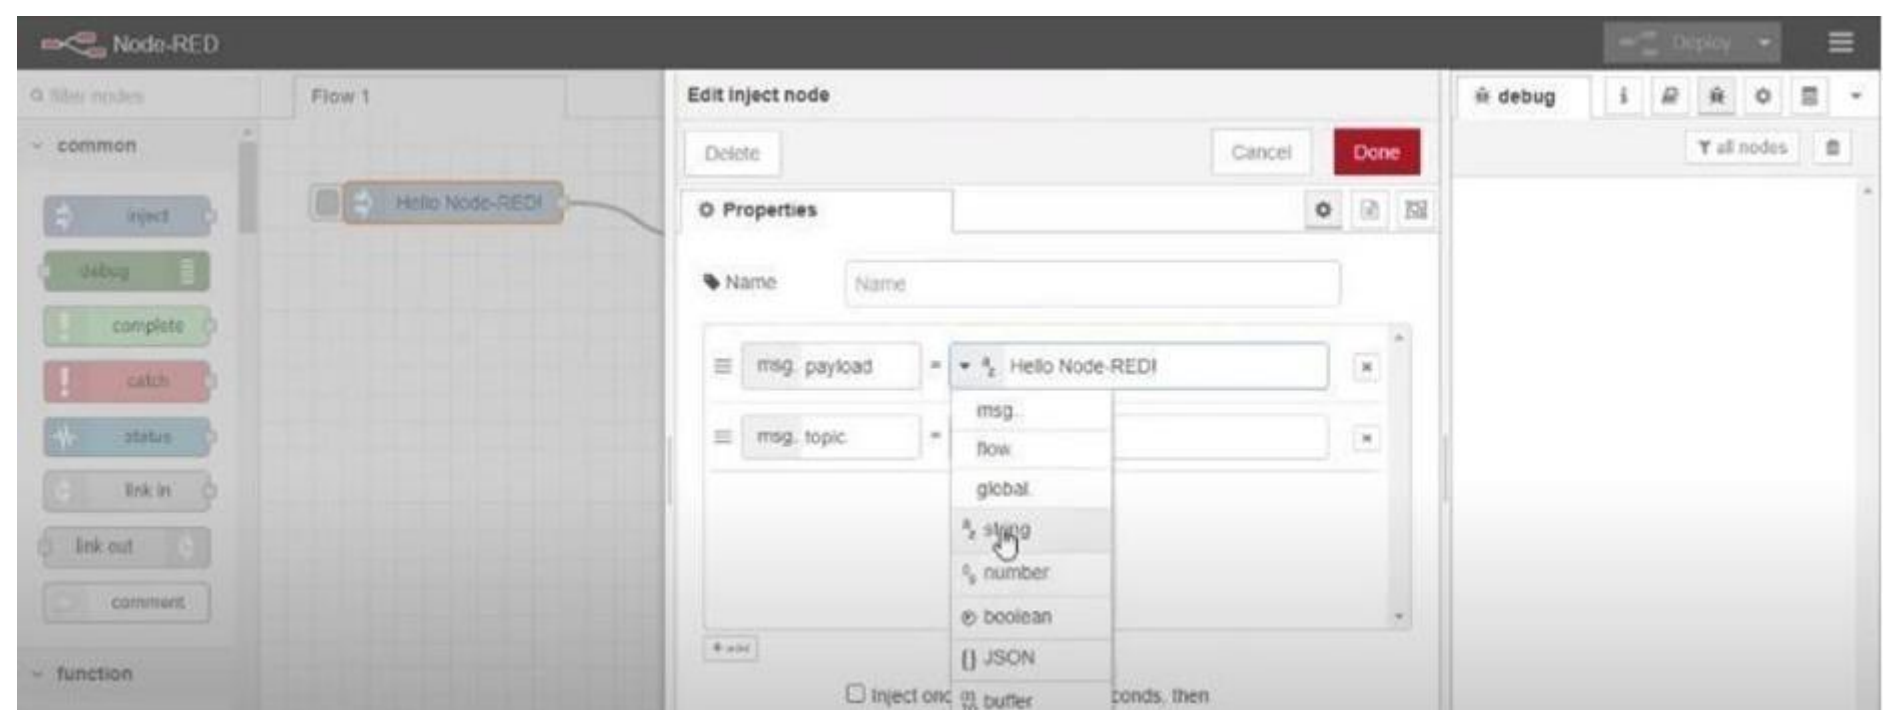 Node-RED
Deploy
filter nodes
Flow 1
Edit inject node
debug
i
common
Delete
Cancel
Done
all nodes
inject
Hello Node-RED!
Properties
debug
Name
Name
complete
msg. payload
=
Hello Node-RED!
catch
msg.
status
msg. topic
=
flow.
link in
global.
string
link out
number
comment
boolean
add
function
JSON
Inject onc
buffer
conds, then